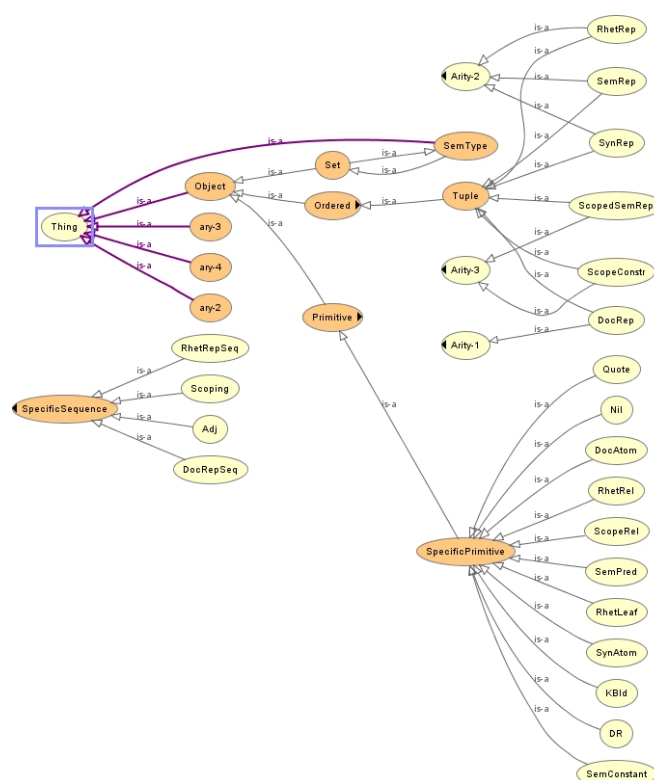 RhetRep
is-a
Arity-2
SemRep
is-a
is-a
is-a
is-a
SynRep
is-a
SemType
is-a
is-a
Set
is-a
is-a
Object
is-a
is-a
Tuple
is-a
ScopedSemRep
is-a
Ordered
is-a
is-a
Thing
is-a
ary-3
is-a
is-a
ary-4
is-a
is-a
Arity-3
is-a
ScopeConstr
is-a
ary-2
Primitive
DocRep
is-a
Arity-1
RhetRepSeq
is-a
Quote
is-a
Scoping
is-a
SpecificSequence
is-a
Adj
is-a
is-a
Nil
is-a
DocRepSeq
DocAtom
is-a
RhetRel
is-a
ScopeRel
is-a
SpecificPrimitive
is-a
SemPred
is-a
RhetLeaf
is-a
SynAtom
is-a
KBId
is-a
DR
is-a
SemConstant